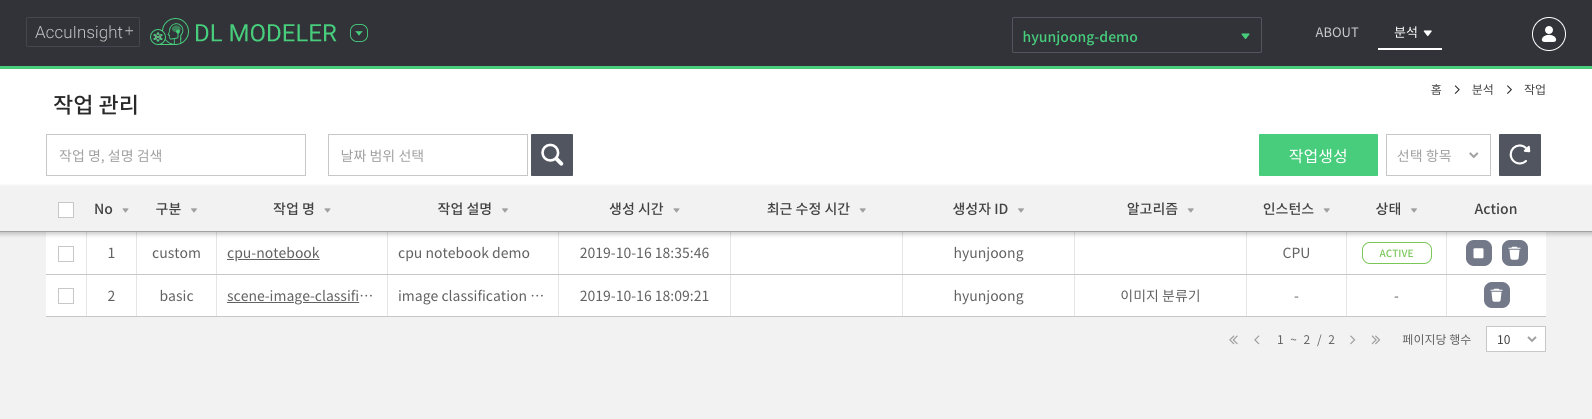 AccuInsight+ DL MODELER hyunjoong-demo ABOUT 분석
홈 > 분석 > 작업
작업 관리
작업 명, 설명 검색 날짜 범위 선택 작업생성 선택 항목
No 구분 작업 명 작업 설명 생성 시간 최근 수정 시간 생성자 ID 알고리즘 인스턴스 상태 Action
1 custom cpu-notebook cpu notebook demo 2019-10-16 18:35:46 hyunjoong CPU ACTIVE
2 basic scene-image-classifi⋯ image classification ⋯ 2019-10-16 18:09:21 hyunjoong 이미지 분류기 - -
1 ~ 2 / 2 페이지당 행수 10